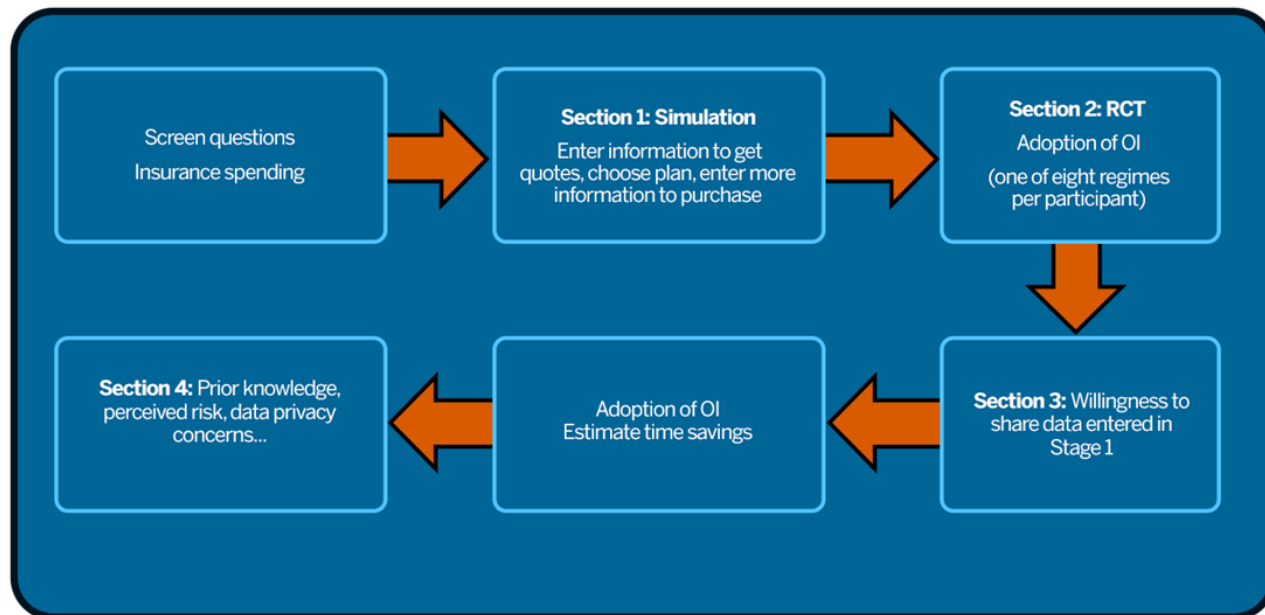 Screen questions
Insurance spending
Section 1: Simulation
Enter information to get
quotes, choose plan, enter more
information to purchase
Section 2: RCT
Adoption of OI
(one of eight regimes
per participant)
Section 3: Willingness to
share data entered in
Stage 1
Adoption of OI
Estimate time savings
Section 4: Prior knowledge,
perceived risk, data privacy
concerns...